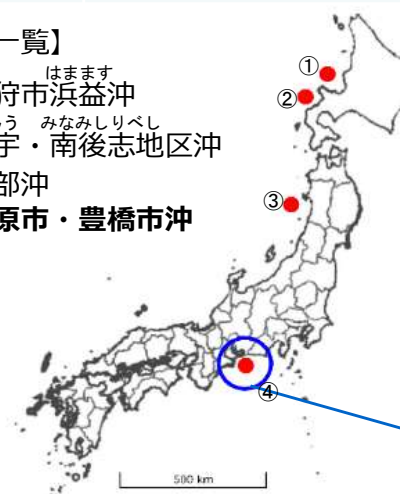 一覧】
はまます
狩市浜益沖
う みなみしりべし
宇・南後志地区沖
部沖
原市・豊橋市沖
①
②
③
④
500 km